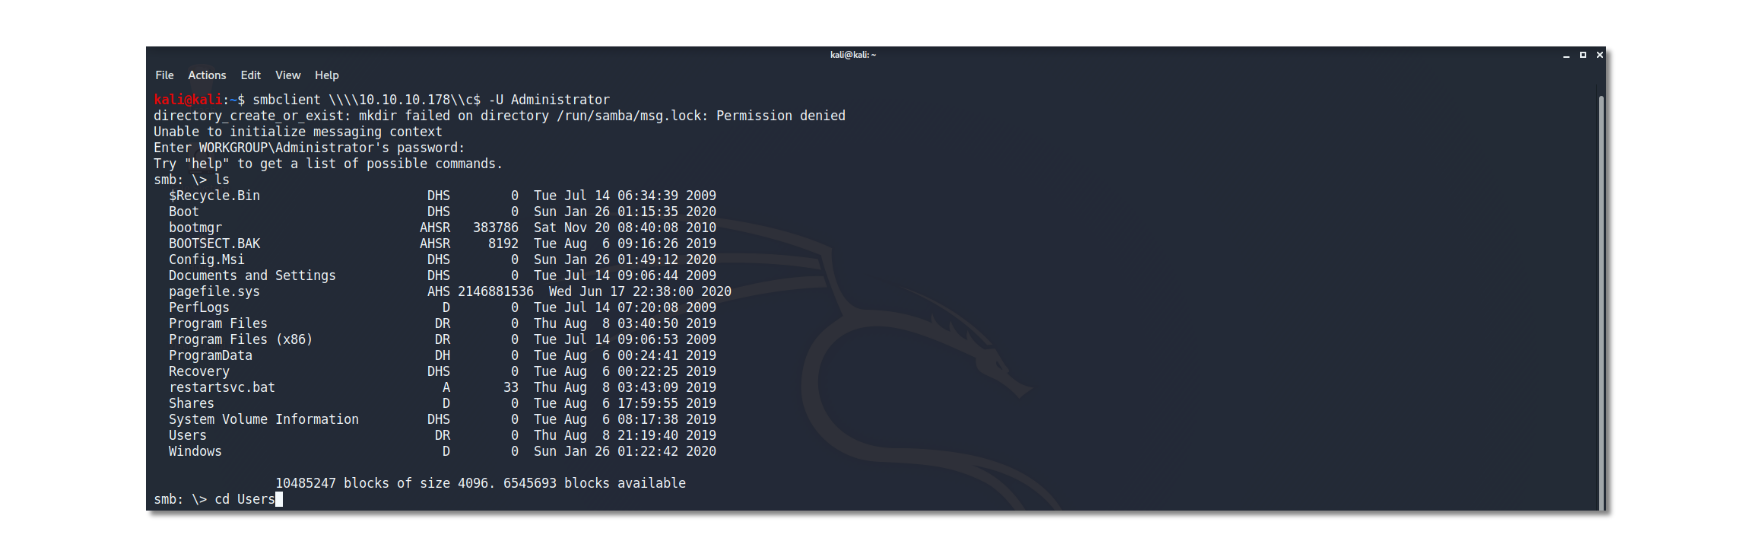 kali@kali: ~
File Actions Edit View Help
kali@kali:~$ smbclient \\\\10.10.10.178\\c$ -U Administrator
directory_create_or_exist: mkdir failed on directory /run/samba/msg.lock: Permission denied
Unable to initialize messaging context
Enter WORKGROUP\Administrator's password:
Try "help" to get a list of possible commands.
smb: \> ls
  $Recycle.Bin                      DHS        0  Tue Jul 14 06:34:39 2009
  Boot                              DHS        0  Sun Jan 26 01:15:35 2020
  bootmgr                          AHSR   383786  Sat Nov 20 08:40:08 2010
  BOOTSECT.BAK                     AHSR     8192  Tue Aug  6 09:16:26 2019
  Config.Msi                        DHS        0  Sun Jan 26 01:49:12 2020
  Documents and Settings            DHS        0  Tue Jul 14 09:06:44 2009
  pagefile.sys                      AHS 2146881536  Wed Jun 17 22:38:00 2020
  PerfLogs                            D        0  Tue Jul 14 07:20:08 2009
  Program Files                      DR        0  Thu Aug  8 03:40:50 2019
  Program Files (x86)                DR        0  Tue Jul 14 09:06:53 2009
  ProgramData                        DH        0  Tue Aug  6 00:24:41 2019
  Recovery                          DHS        0  Tue Aug  6 00:22:25 2019
  restartsvc.bat                      A       33  Thu Aug  8 03:43:09 2019
  Shares                              D        0  Tue Aug  6 17:59:55 2019
  System Volume Information         DHS        0  Tue Aug  6 08:17:38 2019
  Users                              DR        0  Thu Aug  8 21:19:40 2019
  Windows                             D        0  Sun Jan 26 01:22:42 2020
                10485247 blocks of size 4096. 6545693 blocks available
smb: \> cd Users